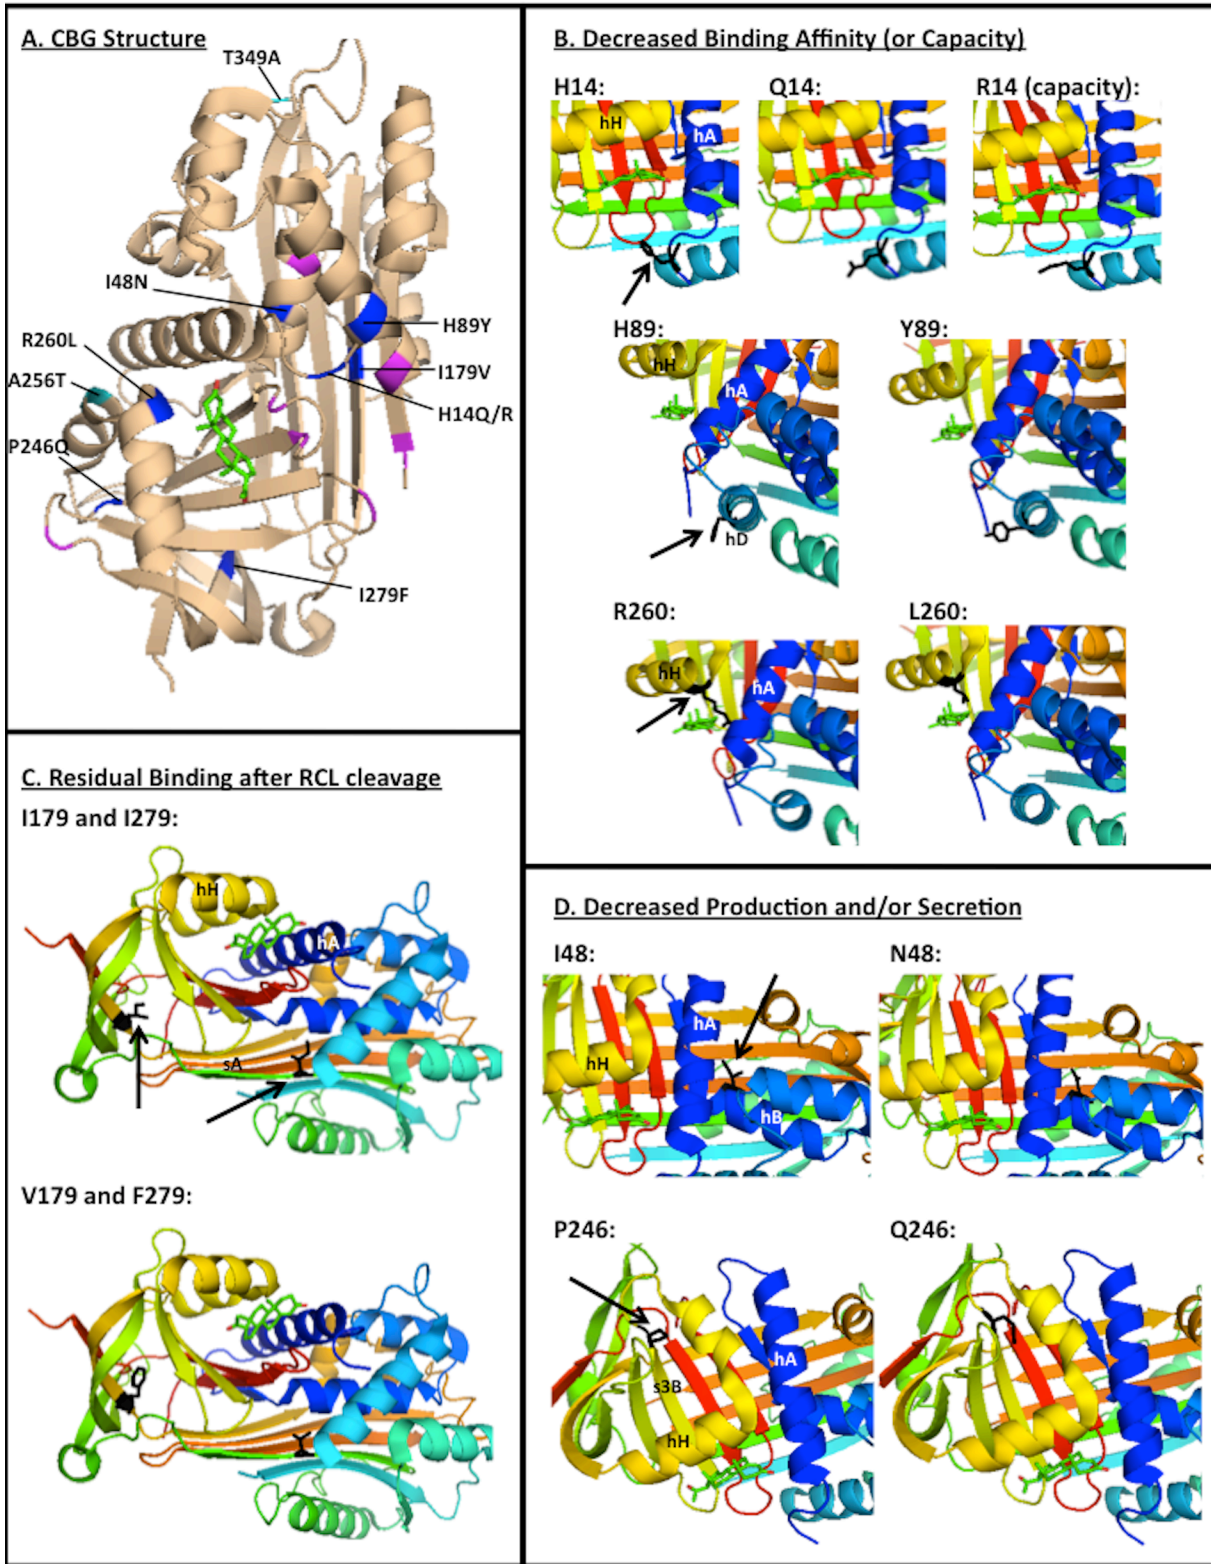 A. CBG Structure
T349A
I48N
R260L
H89Y
A256T
I179V
H14Q/R
P246Q
I279F
B. Decreased Binding Affinity (or Capacity)
H14:
Q14:
R14 (capacity):
hH
hA
H89:
Y89:
hH
hA
hD
R260:
L260:
hH
hA
C. Residual Binding after RCL cleavage
I179 and I279:
hH
hA
sA
V179 and F279:
D. Decreased Production and/or Secretion
I48:
N48:
hA
hH
hB
P246:
Q246:
hA
s3B
hH